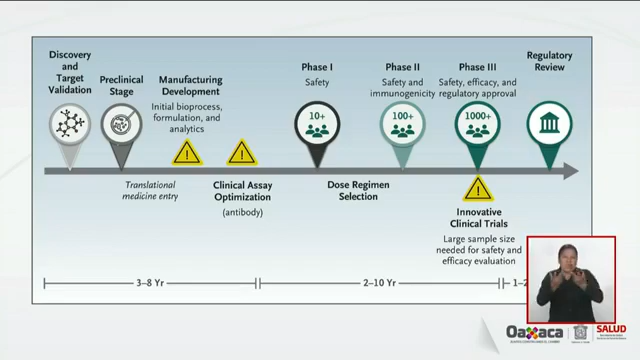 Discovery
and
Target
Validation
Preclinical
Stage
Manufacturing
Development
Initial bioprocess,
formulation, and
analytics
Phase I
Safety
Phase II
Safety and
immunogenicity
Phase III
Safety, efficacy, and
regulatory approval
Regulatory
Review
10+
100+
1000+
Translational
medicine entry
Clinical Assay
Optimization
(antibody)
Dose Regimen
Selection
Innovative
Clinical Trials
Large sample size
needed for safety and
efficacy evaluation
3–8 Yr
2–10 Yr
1–2
Oaxaca
SALUD